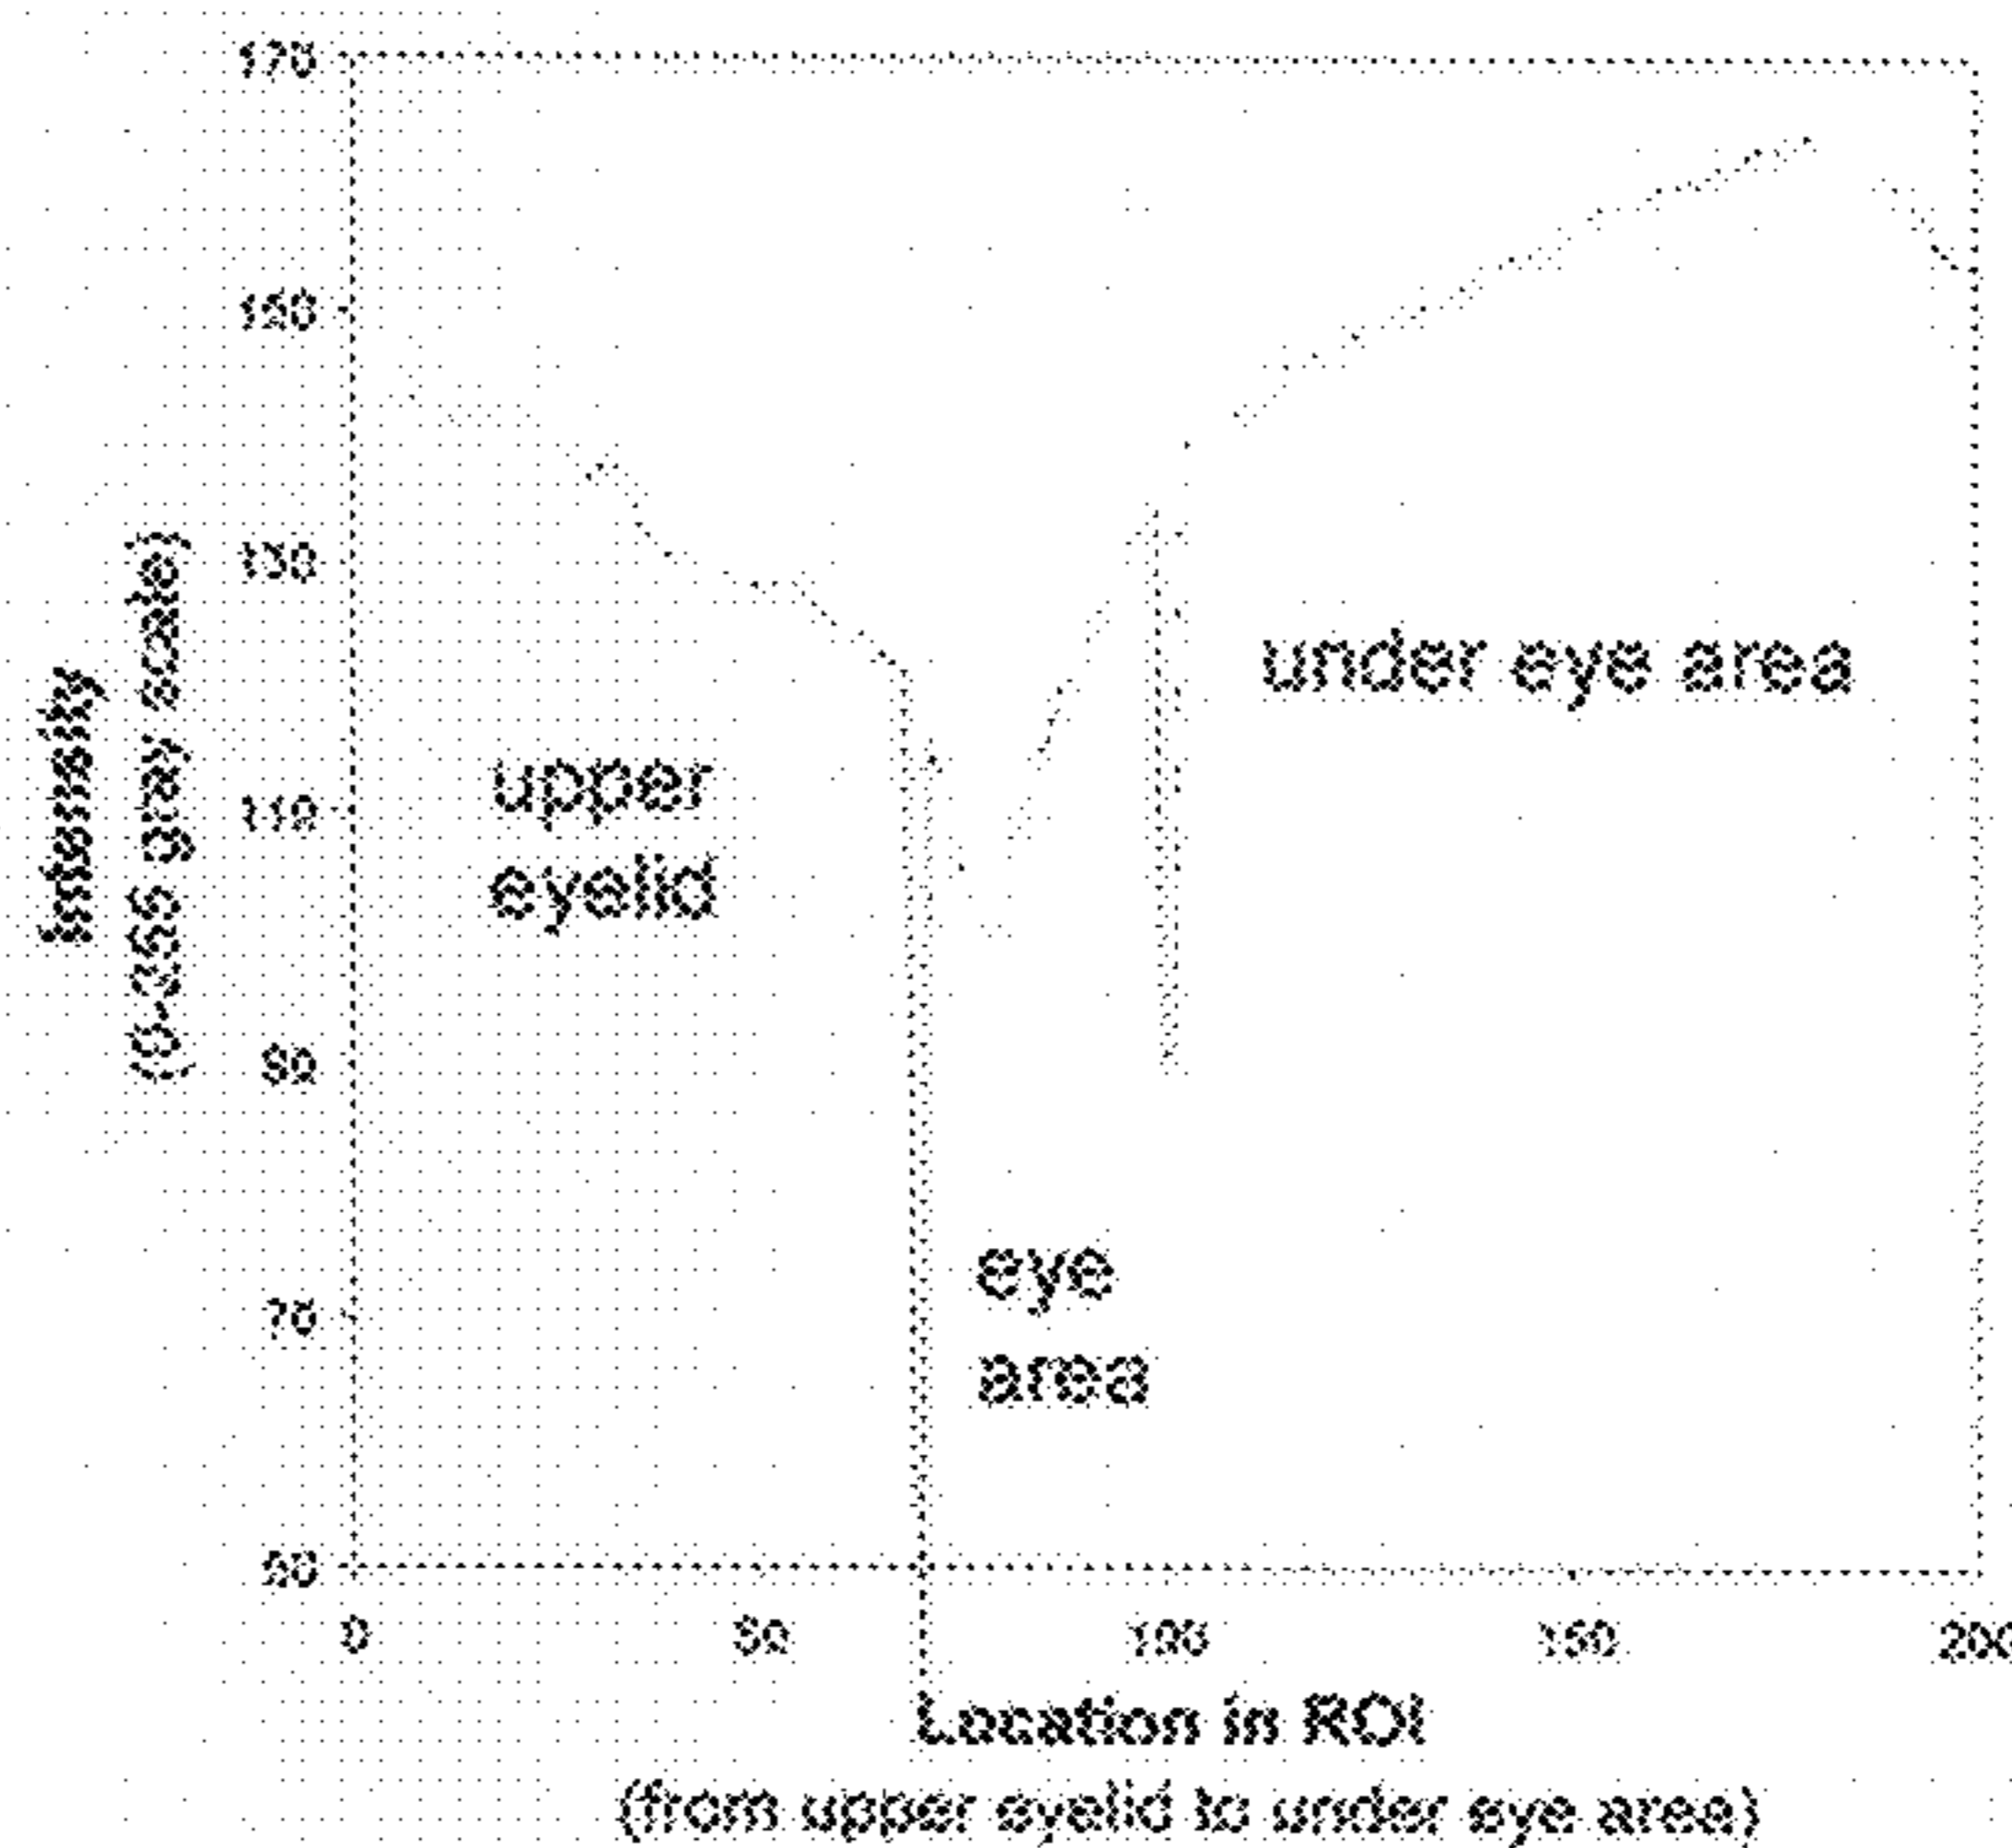 170
150
130
110
90
70
50
Intensity
(0-255 gray scale)
upper
eyelid
eye
area
under eye area
0
50
100
150
200
Location in ROI
(from upper eyelid to under eye area)